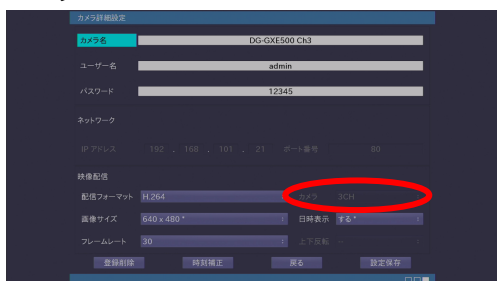 カメラ詳細設定
カメラ名 DG-GXE500 Ch3
ユーザー名 admin
パスワード 12345
ネットワーク
IP アドレス 192 . 168 . 101 . 21 ポート番号 80
映像配信
配信フォーマット H.264 カメラ 3CH
画像サイズ 640 x 480 * 日時表示 する *
フレームレート 30 上下反転 --
登録削除 時刻補正 戻る 設定保存